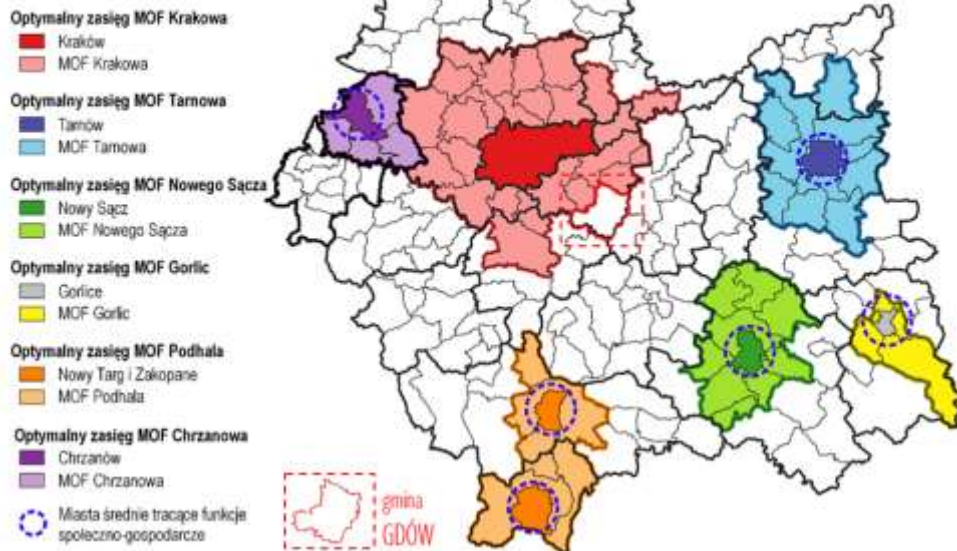 Optymalny zasięg MOF Krakowa
Kraków
MOF Krakowa
Optymalny zasięg MOF Tarnowa
Tarnów
MOF Tarnowa
Optymalny zasięg MOF Nowego Sącza
Nowy Sącz
MOF Nowego Sącza
Optymalny zasięg MOF Gorlic
Gorlice
MOF Gorlic
Optymalny zasięg MOF Podhala
Nowy Targ i Zakopane
MOF Podhala
Optymalny zasięg MOF Chrzanowa
Chrzanów
MOF Chrzanowa
Miasta średnie tracące funkcje
społeczno-gospodarcze
gmina
GDÓW